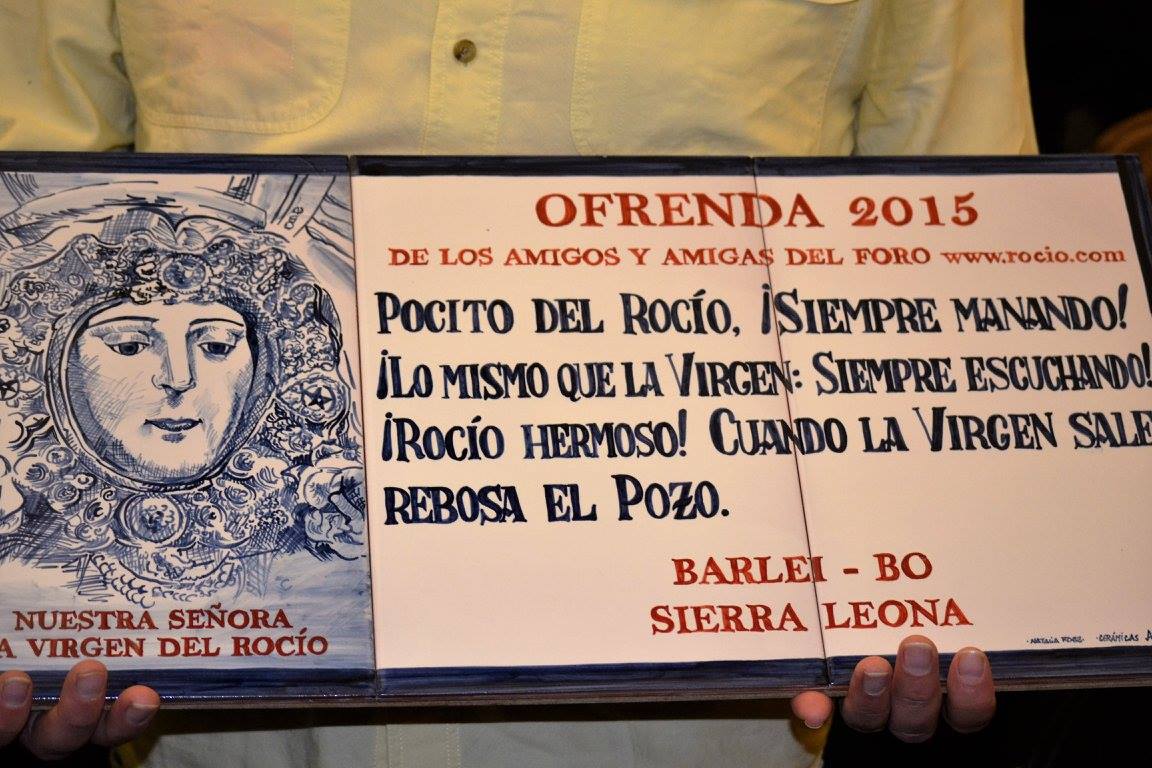 OFRENDA 2015
DE LOS AMIGOS Y AMIGAS DEL FORO www.rocio.com
POCITO DEL ROCÍO, ¡SIEMPRE MANANDO!
¡LO MISMO QUE LA VIRGEN: SIEMPRE ESCUCHANDO!
¡ROCÍO HERMOSO! CUANDO LA VIRGEN SALE
REBOSA EL POZO.
BARLEI - BO
SIERRA LEONA
CERÁMICAS
NUESTRA SEÑORA
VIRGEN DEL ROCÍO